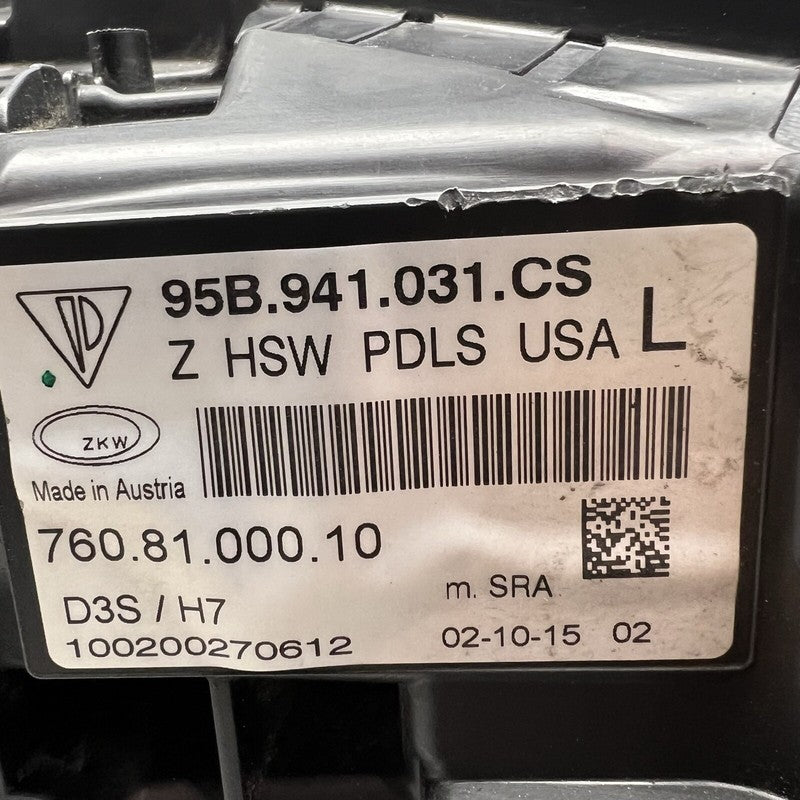 95B.941.031.CS
Z HSW PDLS USA L
ZKW
Made in Austria
760.81.000.10
D3S / H7
m. SRA
100200270612
02-10-15 02